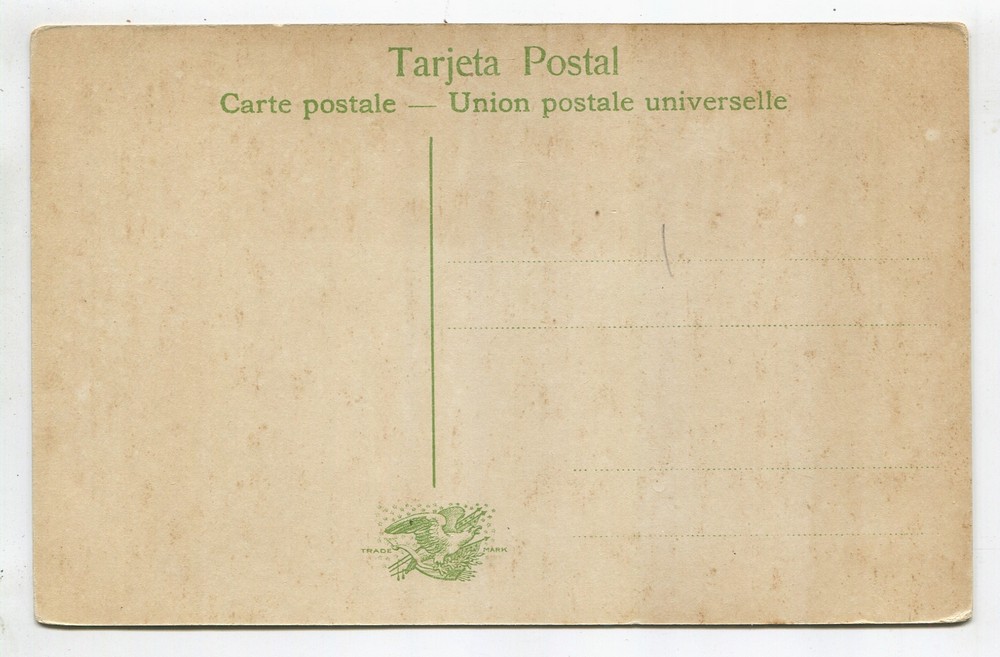 Tarjeta Postal
Carte postale — Union postale universelle
TRADE MARK